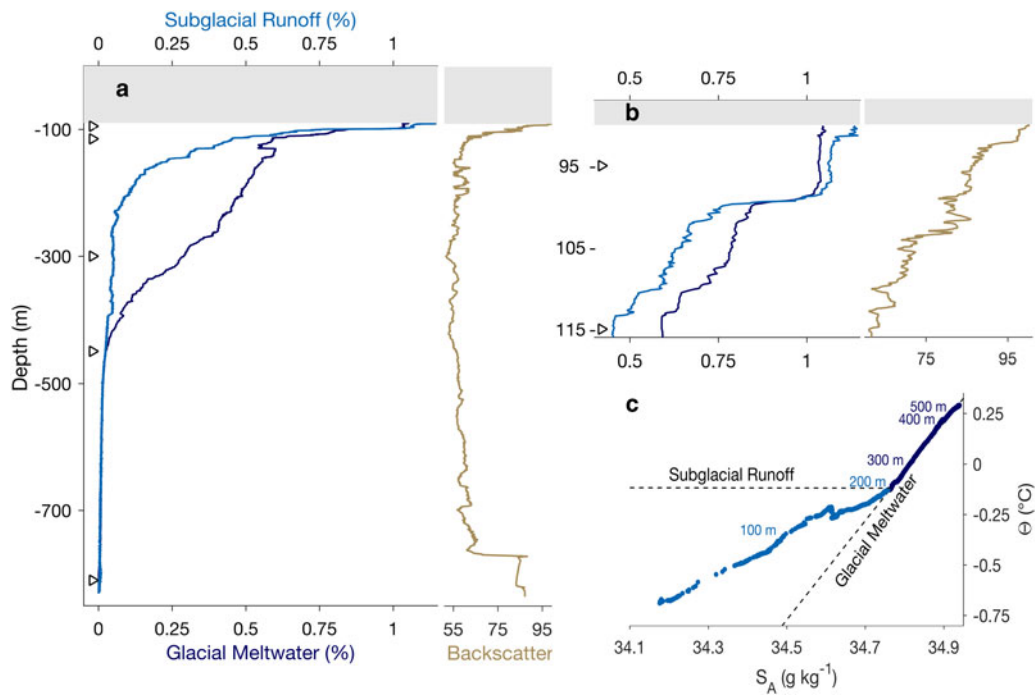 Subglacial Runoff (%)
0 0.25 0.5 0.75 1
a
-100
-300
-500
-700
Depth (m)
0 0.25 0.5 0.75 1
Glacial Meltwater (%)
55 95
Backscatter
0.5 0.75 1
b
95
105
115
0.5 0.75 1
75 95
c
500 m
400 m
300 m
200 m
100 m
Subglacial Runoff
Glacial Meltwater
0.25
0
-0.25
-0.5
-0.75
Θ (°C)
34.1 34.3 34.5 34.7 34.9
S_A (g kg⁻¹)